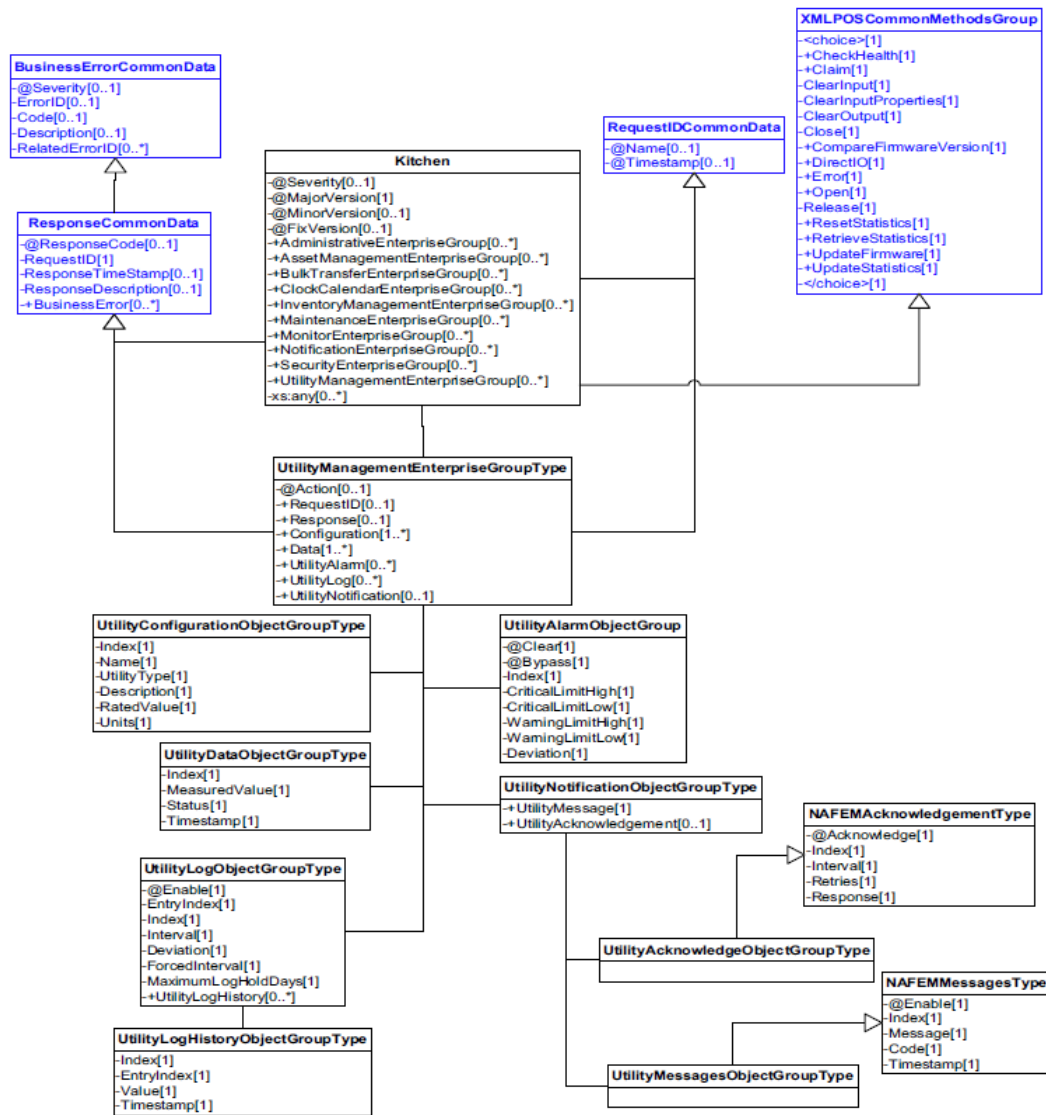 XMLPOSCommonMethodsGroup
-<choice>[1]
-+CheckHealth[1]
-+Claim[1]
-ClearInput[1]
-ClearInputProperties[1]
-ClearOutput[1]
-Close[1]
-+CompareFirmwareVersion[1]
-+DirectIO[1]
-+Error[1]
-+Open[1]
-Release[1]
-+ResetStatistics[1]
-+RetrieveStatistics[1]
-+UpdateFirmware[1]
-+UpdateStatistics[1]
-</choice>[1]
BusinessErrorCommonData
-@Severity[0..1]
-ErrorID[0..1]
-Code[0..1]
-Description[0..1]
-RelatedErrorID[0..*]
RequestIDCommonData
-@Name[0..1]
-@Timestamp[0..1]
Kitchen
-@Severity[0..1]
-@MajorVersion[1]
-@MinorVersion[0..1]
-@FixVersion[0..1]
-+AdministrativeEnterpriseGroup[0..*]
-+AssetManagementEnterpriseGroup[0..*]
-+BulkTransferEnterpriseGroup[0..*]
-+ClockCalendarEnterpriseGroup[0..*]
-+InventoryManagementEnterpriseGroup[0..*]
-+MaintenanceEnterpriseGroup[0..*]
-+MonitorEnterpriseGroup[0..*]
-+NotificationEnterpriseGroup[0..*]
-+SecurityEnterpriseGroup[0..*]
-+UtilityManagementEnterpriseGroup[0..*]
-xs:any[0..*]
ResponseCommonData
-@ResponseCode[0..1]
-RequestID[1]
-ResponseTimeStamp[0..1]
-ResponseDescription[0..1]
-+BusinessError[0..*]
UtilityManagementEnterpriseGroupType
-@Action[0..1]
-+RequestID[0..1]
-+Response[0..1]
-+Configuration[1..*]
-+Data[1..*]
-+UtilityAlarm[0..*]
-+UtilityLog[0..*]
-+UtilityNotification[0..1]
UtilityConfigurationObjectGroupType
-Index[1]
-Name[1]
-UtilityType[1]
-Description[1]
-RatedValue[1]
-Units[1]
UtilityAlarmObjectGroup
-@Clear[1]
-@Bypass[1]
-Index[1]
-CriticalLimitHigh[1]
-CriticalLimitLow[1]
-WarningLimitHigh[1]
-WarningLimitLow[1]
-Deviation[1]
UtilityDataObjectGroupType
-Index[1]
-MeasuredValue[1]
-Status[1]
-Timestamp[1]
UtilityNotificationObjectGroupType
-+UtilityMessage[1]
-+UtilityAcknowledgement[0..1]
NAFEMAcknowledgementType
-@Acknowledge[1]
-Index[1]
-Interval[1]
-Retries[1]
-Response[1]
UtilityLogObjectGroupType
-@Enable[1]
-EntryIndex[1]
-Index[1]
-Interval[1]
-Deviation[1]
-ForcedInterval[1]
-MaximumLogHoldDays[1]
-+UtilityLogHistory[0..*]
UtilityAcknowledgeObjectGroupType
NAFEMMessagesType
-@Enable[1]
-Index[1]
-Message[1]
-Code[1]
-Timestamp[1]
UtilityLogHistoryObjectGroupType
-Index[1]
-EntryIndex[1]
-Value[1]
-Timestamp[1]
UtilityMessagesObjectGroupType